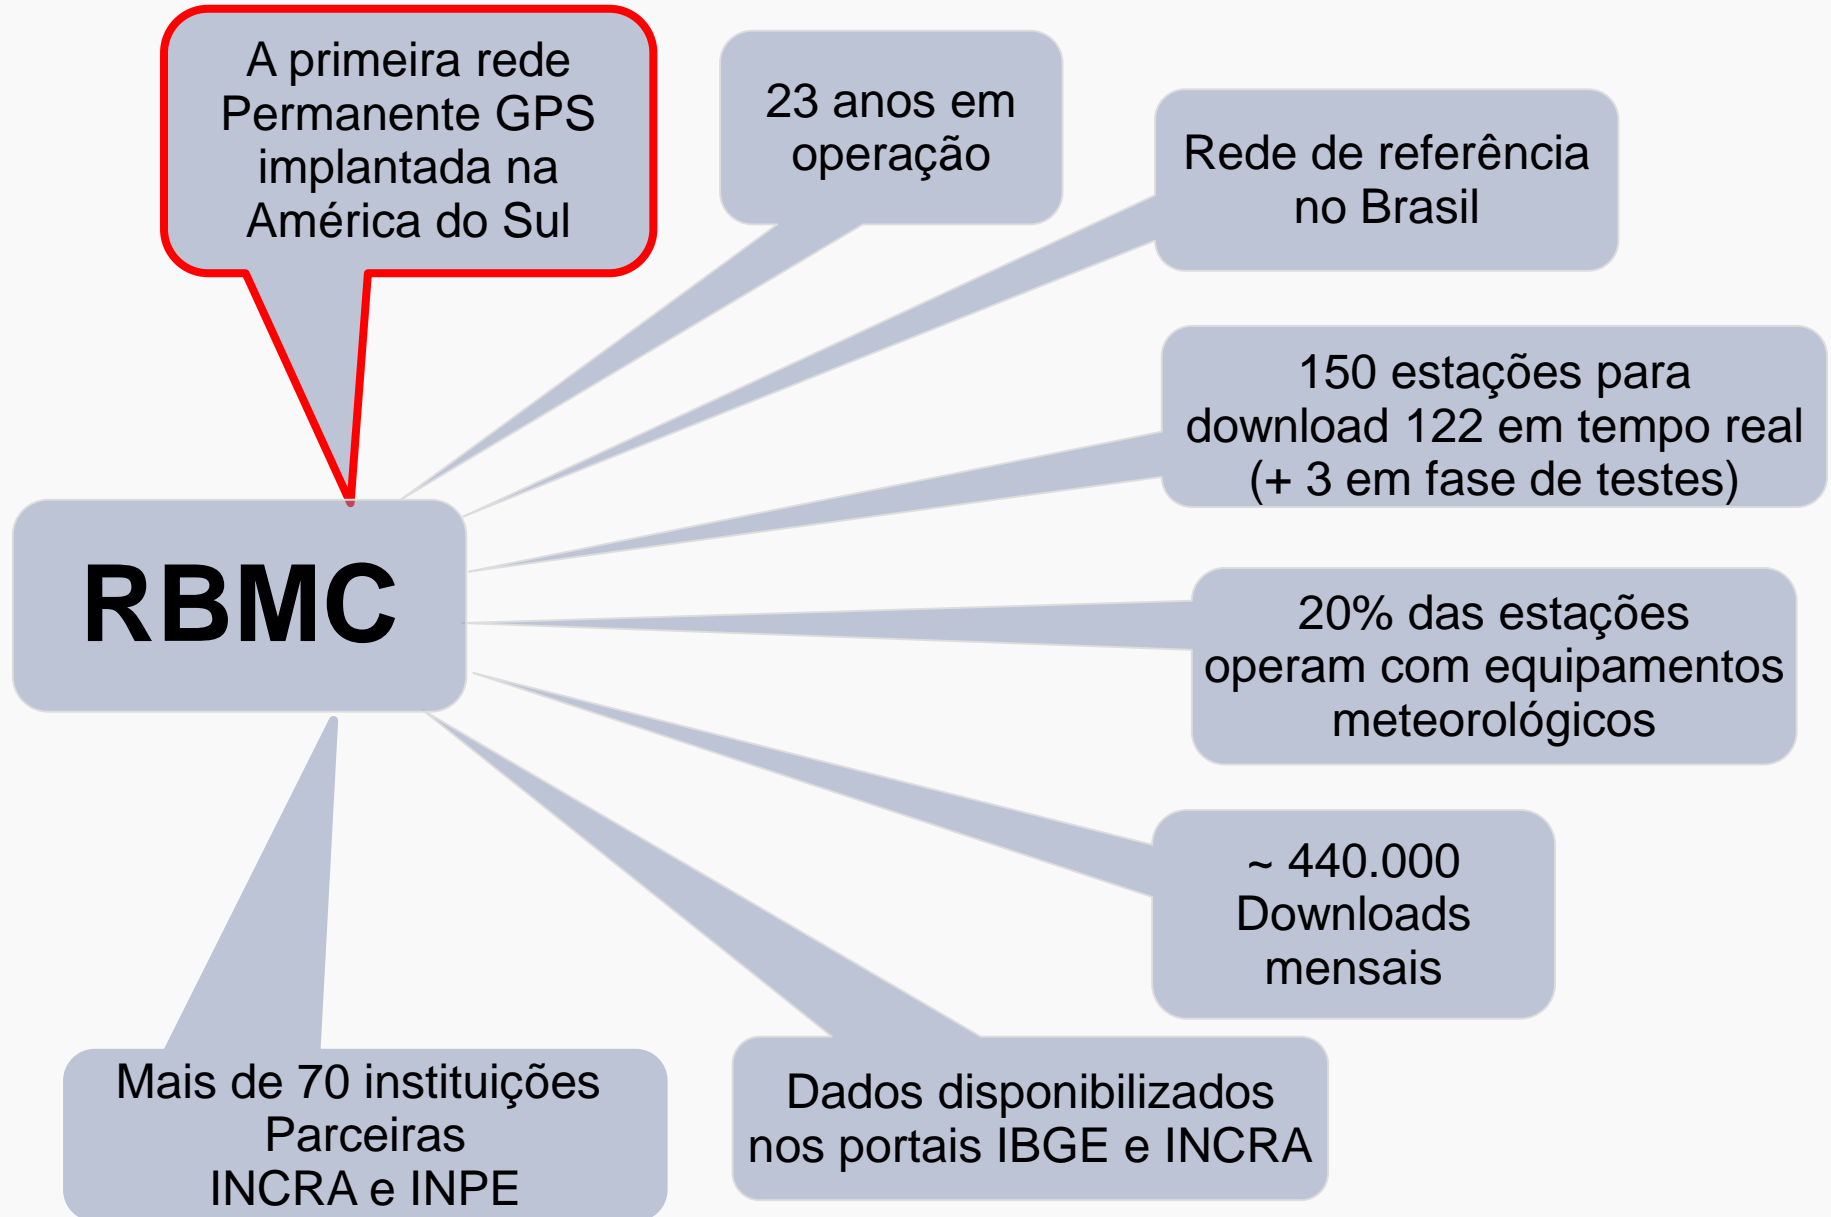 A primeira rede
Permanente GPS
implantada na
América do Sul
23 anos em
operação
Rede de referência
no Brasil
150 estações para
download 122 em tempo real
(+ 3 em fase de testes)
RBMC
20% das estações
operam com equipamentos
meteorológicos
~ 440.000
Downloads
mensais
Mais de 70 instituições
Parceiras
INCRA e INPE
Dados disponibilizados
nos portais IBGE e INCRA